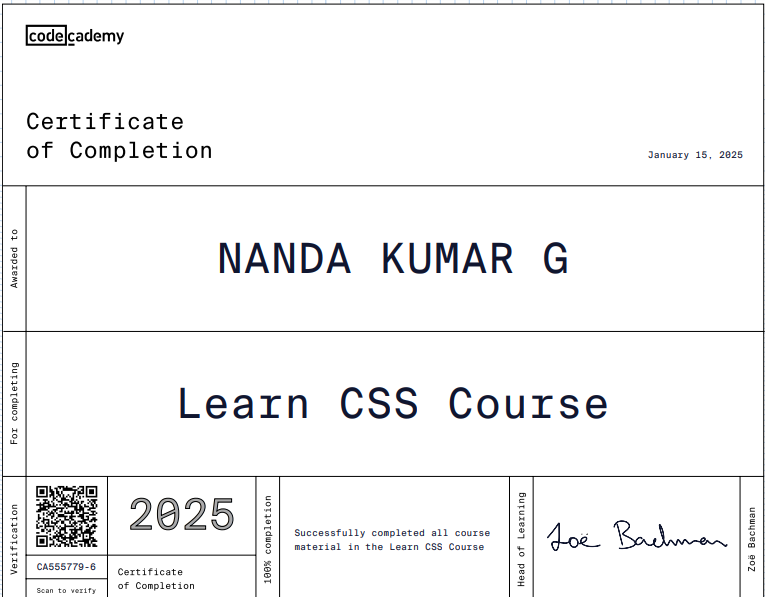 codecademy
Certificate
of Completion
January 15, 2025
Awarded to
NANDA KUMAR G
For completing
Learn CSS Course
Verification
CA555779-6
Scan to verify
2025
Certificate
of Completion
100% completion
Successfully completed all course
material in the Learn CSS Course
Head of Learning
Zoë Bachman
Zoë Bachman